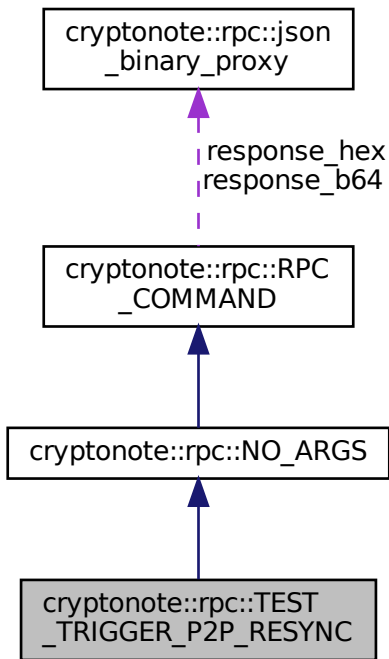 cryptonote::rpc::json
_binary_proxy
response_hex
response_b64
cryptonote::rpc::RPC
_COMMAND
cryptonote::rpc::NO_ARGS
cryptonote::rpc::TEST
_TRIGGER_P2P_RESYNC